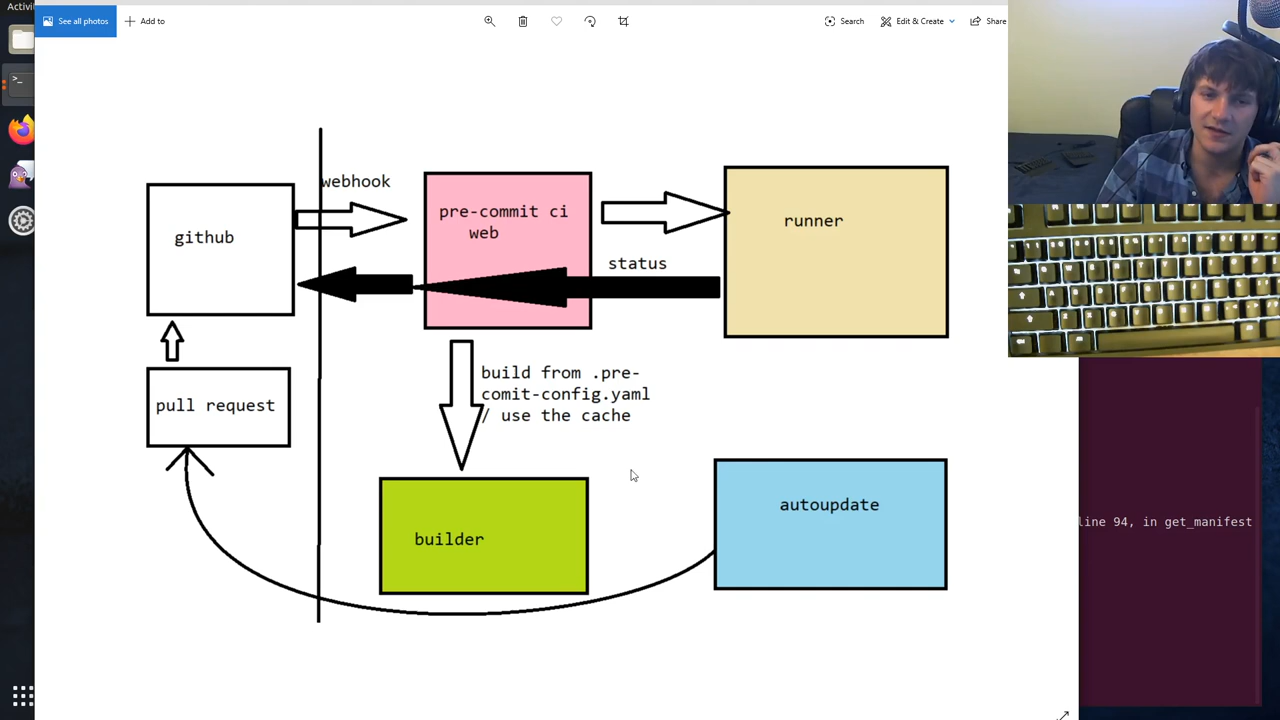 Activi
See all photos
Add to
Search
Edit & Create
Share
webhook
github
pre-commit ci
web
runner
status
pull request
build from .pre-
comit-config.yaml
/ use the cache
builder
autoupdate
line 94, in get_manifest